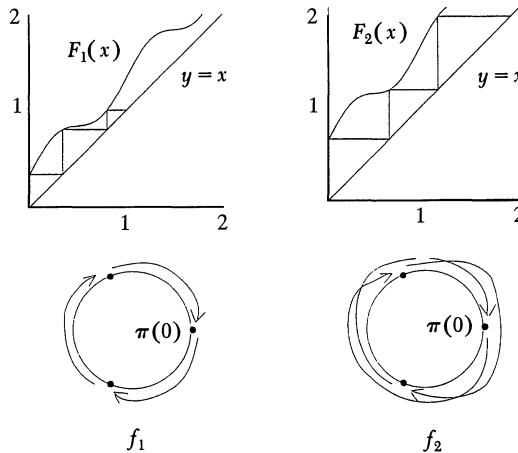 2
F₁(x)
y = x
1
1
2
π(0)
f₁
2
F₂(x)
y = x
1
1
2
π(0)
f₂